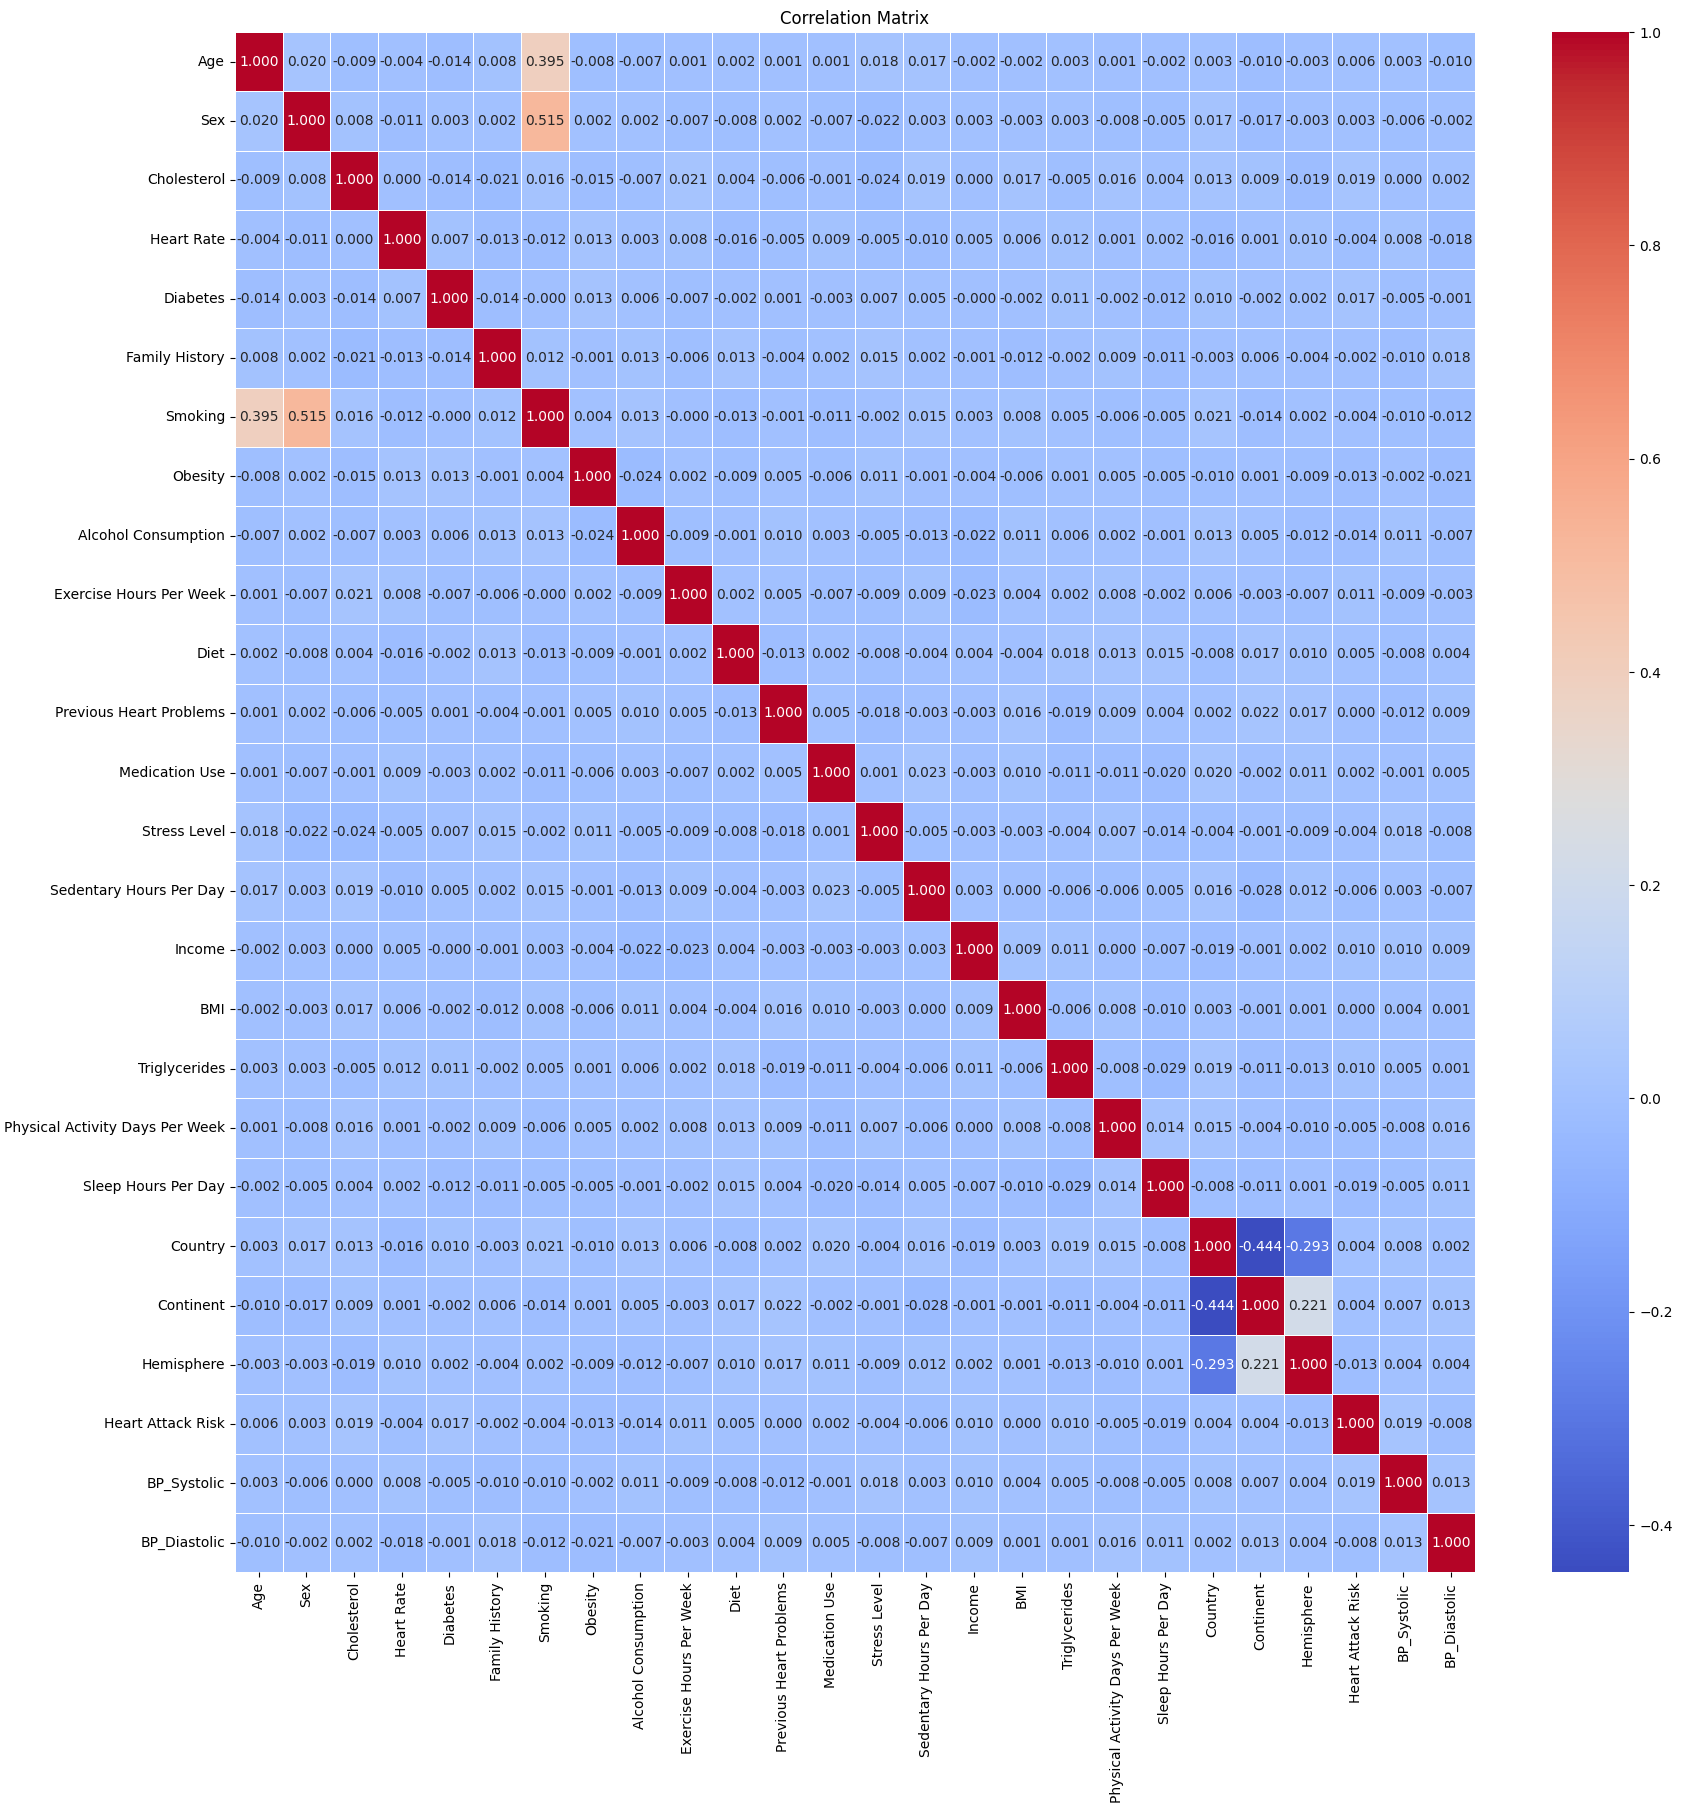 Correlation Matrix
Age 1.000 0.020 -0.009 -0.004 -0.014 0.008 0.395 -0.008 -0.007 0.001 0.002 0.001 0.001 0.018 0.017 -0.002 -0.002 0.003 0.001 -0.002 0.003 -0.010 -0.003 0.006 0.003 -0.010
Sex 0.020 1.000 0.008 -0.011 0.003 0.002 0.515 0.002 0.002 -0.007 -0.008 0.002 -0.007 -0.022 0.003 0.003 -0.003 0.003 -0.008 -0.005 0.017 -0.017 -0.003 0.003 -0.006 -0.002
Cholesterol -0.009 0.008 1.000 0.000 -0.014 -0.021 0.016 -0.015 -0.007 0.021 0.004 -0.006 -0.001 -0.024 0.019 0.000 0.017 -0.005 0.016 0.004 0.013 0.009 -0.019 0.019 0.000 0.002
Heart Rate -0.004 -0.011 0.000 1.000 0.007 -0.013 -0.012 0.013 0.003 0.008 -0.016 -0.005 0.009 -0.005 -0.010 0.005 0.006 0.012 0.001 0.002 -0.016 0.001 0.010 -0.004 0.008 -0.018
Diabetes -0.014 0.003 -0.014 0.007 1.000 -0.014 -0.000 0.013 0.006 -0.007 -0.002 0.001 -0.003 0.007 0.005 -0.000 -0.002 0.011 -0.002 -0.012 0.010 -0.002 0.002 0.017 -0.005 -0.001
Family History 0.008 0.002 -0.021 -0.013 -0.014 1.000 0.012 -0.001 0.013 -0.006 0.013 -0.004 0.002 0.015 0.002 -0.001 -0.012 -0.002 0.009 -0.011 -0.003 0.006 -0.004 -0.002 -0.010 0.018
Smoking 0.395 0.515 0.016 -0.012 -0.000 0.012 1.000 0.004 0.013 -0.000 -0.013 -0.001 -0.011 -0.002 0.015 0.003 0.008 0.005 -0.006 -0.005 0.021 -0.014 0.002 -0.004 -0.010 -0.012
Obesity -0.008 0.002 -0.015 0.013 0.013 -0.001 0.004 1.000 -0.024 0.002 -0.009 0.005 -0.006 0.011 -0.001 -0.004 -0.006 0.001 0.005 -0.005 -0.010 0.001 -0.009 -0.013 -0.002 -0.021
Alcohol Consumption -0.007 0.002 -0.007 0.003 0.006 0.013 0.013 -0.024 1.000 -0.009 -0.001 0.010 0.003 -0.005 -0.013 -0.022 0.011 0.006 0.002 -0.001 0.013 0.005 -0.012 -0.014 0.011 -0.007
Exercise Hours Per Week 0.001 -0.007 0.021 0.008 -0.007 -0.006 -0.000 0.002 -0.009 1.000 0.002 0.005 -0.007 -0.009 0.009 -0.023 0.004 0.002 0.008 -0.002 0.006 -0.003 -0.007 0.011 -0.009 -0.003
Diet 0.002 -0.008 0.004 -0.016 -0.002 0.013 -0.013 -0.009 -0.001 0.002 1.000 -0.013 0.002 -0.008 -0.004 0.004 -0.004 0.018 0.013 0.015 -0.008 0.017 0.010 0.005 -0.008 0.004
Previous Heart Problems 0.001 0.002 -0.006 -0.005 0.001 -0.004 -0.001 0.005 0.010 0.005 -0.013 1.000 0.005 -0.018 -0.003 -0.003 0.016 -0.019 0.009 0.004 0.002 0.022 0.017 0.000 -0.012 0.009
Medication Use 0.001 -0.007 -0.001 0.009 -0.003 0.002 -0.011 -0.006 0.003 -0.007 0.002 0.005 1.000 0.001 0.023 -0.003 0.010 -0.011 -0.011 -0.020 0.020 -0.002 0.011 0.002 -0.001 0.005
Stress Level 0.018 -0.022 -0.024 -0.005 0.007 0.015 -0.002 0.011 -0.005 -0.009 -0.008 -0.018 0.001 1.000 -0.005 -0.003 -0.003 -0.004 0.007 -0.014 -0.004 -0.001 -0.009 -0.004 0.018 -0.008
Sedentary Hours Per Day 0.017 0.003 0.019 -0.010 0.005 0.002 0.015 -0.001 -0.013 0.009 -0.004 -0.003 0.023 -0.005 1.000 0.003 0.000 -0.006 -0.006 0.005 0.016 -0.028 0.012 -0.006 0.003 -0.007
Income -0.002 0.003 0.000 0.005 -0.000 -0.001 0.003 -0.004 -0.022 -0.023 0.004 -0.003 -0.003 -0.003 0.003 1.000 0.009 0.011 0.000 -0.007 -0.019 -0.001 0.002 0.010 0.010 0.009
BMI -0.002 -0.003 0.017 0.006 -0.002 -0.012 0.008 -0.006 0.011 0.004 -0.004 0.016 0.010 -0.003 0.000 0.009 1.000 -0.006 0.008 -0.010 0.003 -0.001 0.001 0.000 0.004 0.001
Triglycerides 0.003 0.003 -0.005 0.012 0.011 -0.002 0.005 0.001 0.006 0.002 0.018 -0.019 -0.011 -0.004 -0.006 0.011 -0.006 1.000 -0.008 -0.029 0.019 -0.011 -0.013 0.010 0.005 0.001
Physical Activity Days Per Week 0.001 -0.008 0.016 0.001 -0.002 0.009 -0.006 0.005 0.002 0.008 0.013 0.009 -0.011 0.007 -0.006 0.000 0.008 -0.008 1.000 0.014 0.015 -0.004 -0.010 -0.005 -0.008 0.016
Sleep Hours Per Day -0.002 -0.005 0.004 0.002 -0.012 -0.011 -0.005 -0.005 -0.001 -0.002 0.015 0.004 -0.020 -0.014 0.005 -0.007 -0.010 -0.029 0.014 1.000 -0.008 -0.011 0.001 -0.019 -0.005 0.011
Country 0.003 0.017 0.013 -0.016 0.010 -0.003 0.021 -0.010 0.013 0.006 -0.008 0.002 0.020 -0.004 0.016 -0.019 0.003 0.019 0.015 -0.008 1.000 -0.444 -0.293 0.004 0.008 0.002
Continent -0.010 -0.017 0.009 0.001 -0.002 0.006 -0.014 0.001 0.005 -0.003 0.017 0.022 -0.002 -0.001 -0.028 -0.001 -0.001 -0.011 -0.004 -0.011 -0.444 1.000 0.221 0.004 0.007 0.013
Hemisphere -0.003 -0.003 -0.019 0.010 0.002 -0.004 0.002 -0.009 -0.012 -0.007 0.010 0.017 0.011 -0.009 0.012 0.002 0.001 -0.013 -0.010 0.001 -0.293 0.221 1.000 -0.013 0.004 0.004
Heart Attack Risk 0.006 0.003 0.019 -0.004 0.017 -0.002 -0.004 -0.013 -0.014 0.011 0.005 0.000 0.002 -0.004 -0.006 0.010 0.000 0.010 -0.005 -0.019 0.004 0.004 -0.013 1.000 0.019 -0.008
BP_Systolic 0.003 -0.006 0.000 0.008 -0.005 -0.010 -0.010 -0.002 0.011 -0.009 -0.008 -0.012 -0.001 0.018 0.003 0.010 0.004 0.005 -0.008 -0.005 0.008 0.007 0.004 0.019 1.000 0.013
BP_Diastolic -0.010 -0.002 0.002 -0.018 -0.001 0.018 -0.012 -0.021 -0.007 -0.003 0.004 0.009 0.005 -0.008 -0.007 0.009 0.001 0.001 0.016 0.011 0.002 0.013 0.004 -0.008 0.013 1.000
Age
Sex
Cholesterol
Heart Rate
Diabetes
Family History
Smoking
Obesity
Alcohol Consumption
Exercise Hours Per Week
Diet
Previous Heart Problems
Medication Use
Stress Level
Sedentary Hours Per Day
Income
BMI
Triglycerides
Physical Activity Days Per Week
Sleep Hours Per Day
Country
Continent
Hemisphere
Heart Attack Risk
BP_Systolic
BP_Diastolic
1.0
0.8
0.6
0.4
0.2
0.0
−0.2
−0.4